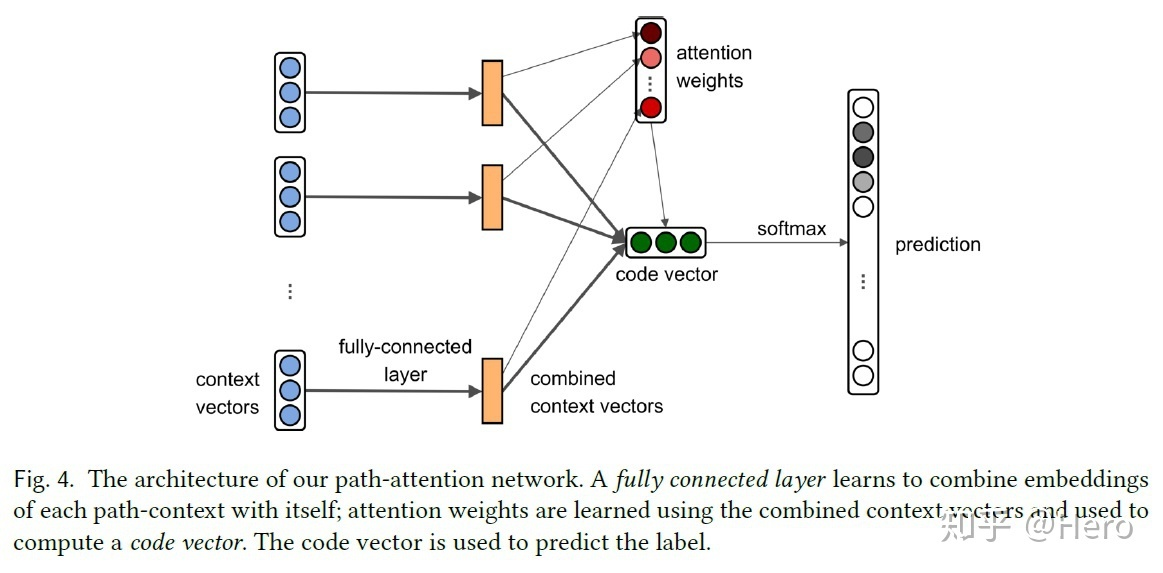 attention
weights
softmax
prediction
code vector
fully-connected
layer
context
vectors
combined
context vectors
Fig. 4. The architecture of our path-attention network. A fully connected layer learns to combine embeddings
of each path-context with itself; attention weights are learned using the combined context vectors and used to
compute a code vector. The code vector is used to predict the label.
知乎 @Hero